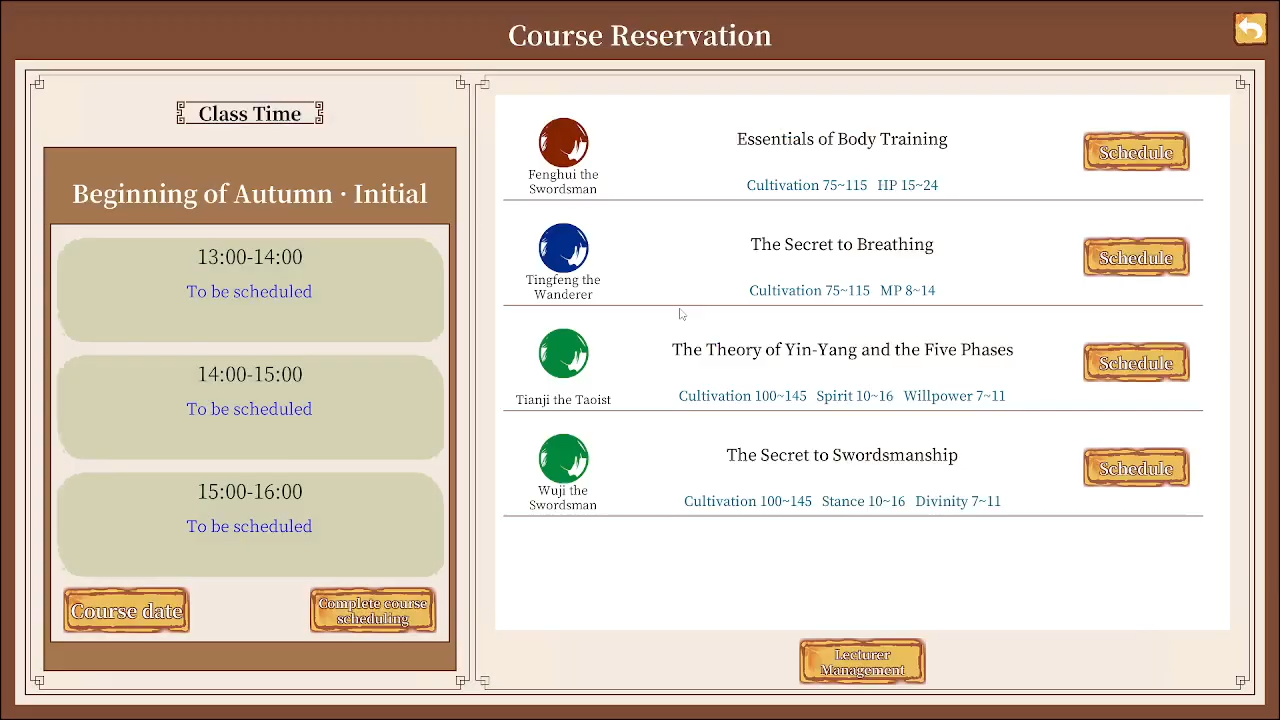 Course Reservation
Class Time
Beginning of Autumn · Initial
13:00-14:00
To be scheduled
14:00-15:00
To be scheduled
15:00-16:00
To be scheduled
Course date
Complete course
scheduling
Essentials of Body Training
Schedule
Fenghui the
Swordsman
Cultivation 75~115 HP 15~24
The Secret to Breathing
Schedule
Tingfeng the
Wanderer
Cultivation 75~115 MP 8~14
The Theory of Yin-Yang and the Five Phases
Schedule
Tianji the Taoist
Cultivation 100~145 Spirit 10~16 Willpower 7~11
The Secret to Swordsmanship
Schedule
Wuji the
Swordsman
Cultivation 100~145 Stance 10~16 Divinity 7~11
Lecturer
Management